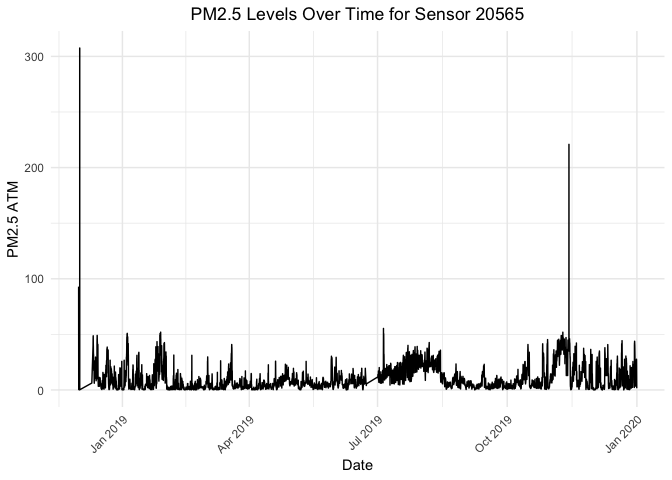 PM2.5 Levels Over Time for Sensor 20565
300
200
100
0
PM2.5 ATM
Jan 2019
Apr 2019
Jul 2019
Oct 2019
Jan 2020
Date